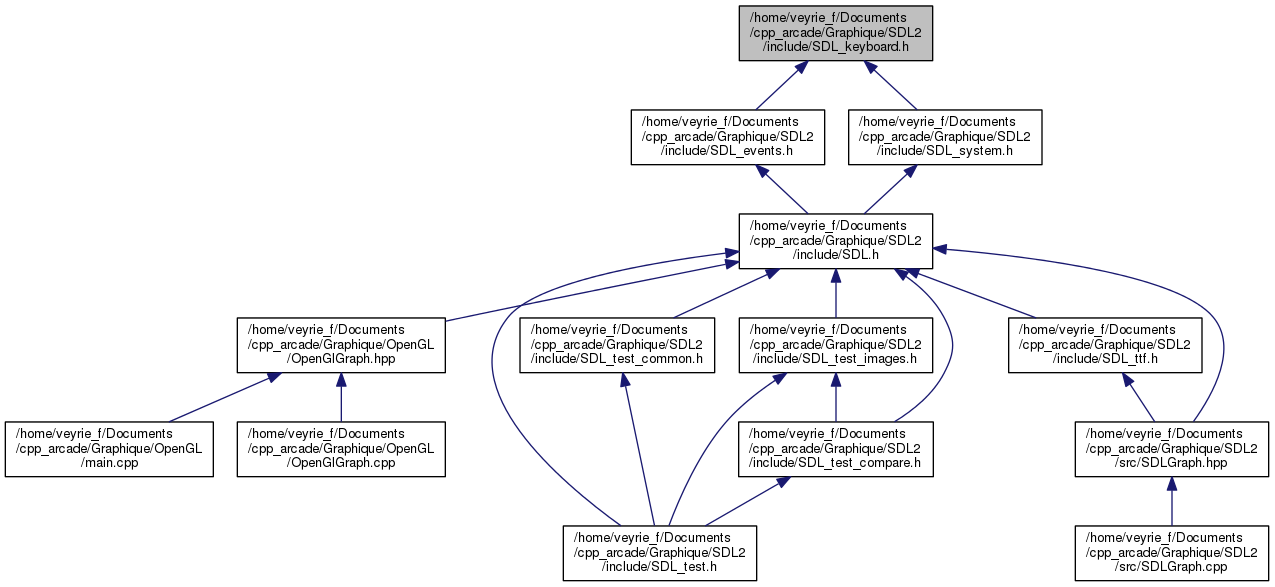 /home/veyrie_f/Documents
/cpp_arcade/Graphique/SDL2
/include/SDL_keyboard.h
/home/veyrie_f/Documents
/cpp_arcade/Graphique/SDL2
/include/SDL_events.h
/home/veyrie_f/Documents
/cpp_arcade/Graphique/SDL2
/include/SDL_system.h
/home/veyrie_f/Documents
/cpp_arcade/Graphique/SDL2
/include/SDL.h
/home/veyrie_f/Documents
/cpp_arcade/Graphique/OpenGL
/OpenGlGraph.hpp
/home/veyrie_f/Documents
/cpp_arcade/Graphique/SDL2
/include/SDL_test_common.h
/home/veyrie_f/Documents
/cpp_arcade/Graphique/SDL2
/include/SDL_test_images.h
/home/veyrie_f/Documents
/cpp_arcade/Graphique/SDL2
/include/SDL_ttf.h
/home/veyrie_f/Documents
/cpp_arcade/Graphique/OpenGL
/main.cpp
/home/veyrie_f/Documents
/cpp_arcade/Graphique/OpenGL
/OpenGlGraph.cpp
/home/veyrie_f/Documents
/cpp_arcade/Graphique/SDL2
/include/SDL_test_compare.h
/home/veyrie_f/Documents
/cpp_arcade/Graphique/SDL2
/src/SDLGraph.hpp
/home/veyrie_f/Documents
/cpp_arcade/Graphique/SDL2
/include/SDL_test.h
/home/veyrie_f/Documents
/cpp_arcade/Graphique/SDL2
/src/SDLGraph.cpp